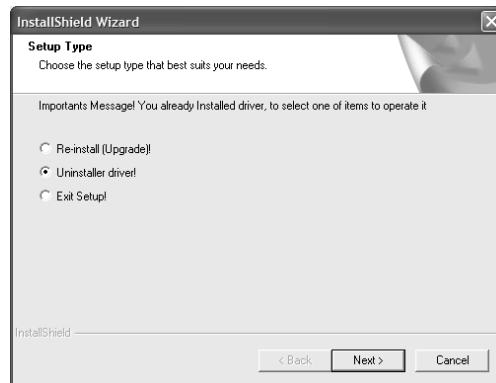 InstallShield Wizard
Setup Type
Choose the setup type that best suits your needs.
Importants Message! You already Installed driver, to select one of items to operate it
Re-install (Upgrade)!
Uninstaller driver!
Exit Setup!
InstallShield
< Back
Next >
Cancel